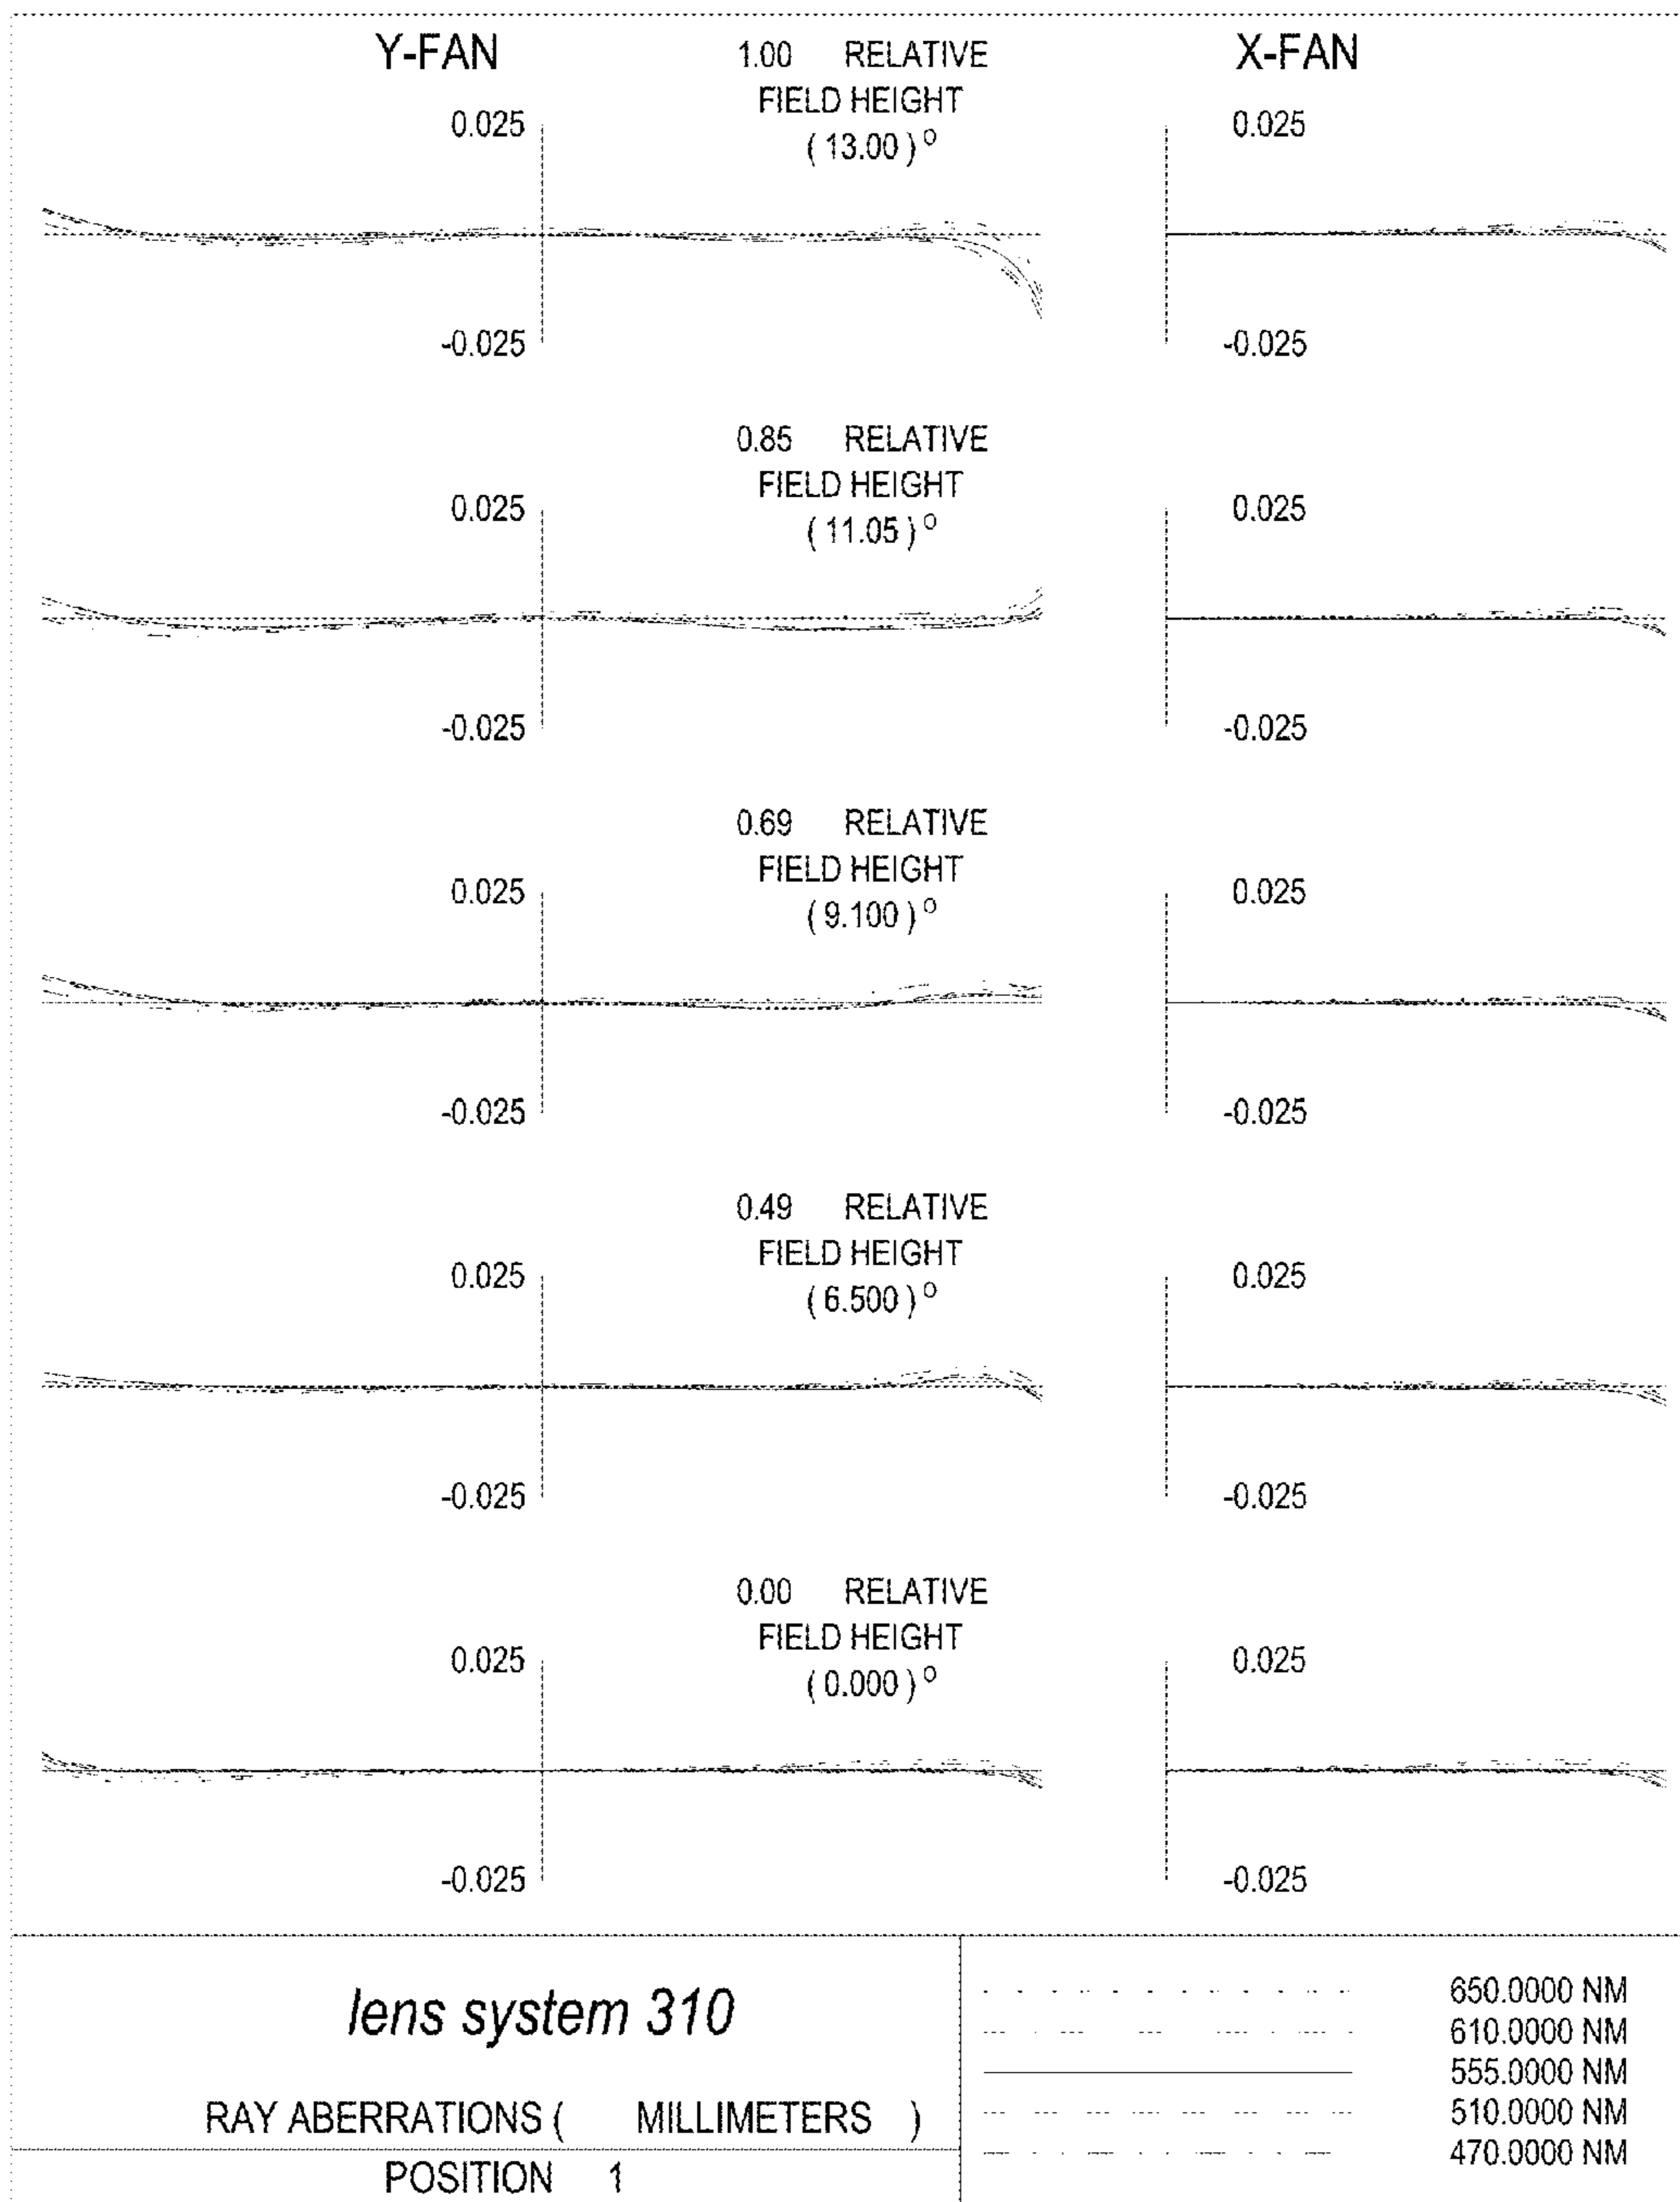 Y-FAN
1.00 RELATIVE
FIELD HEIGHT
( 13.00 )°
X-FAN
0.025
0.025
-0.025
-0.025
0.85 RELATIVE
FIELD HEIGHT
( 11.05 )°
0.025
0.025
-0.025
-0.025
0.69 RELATIVE
FIELD HEIGHT
( 9.100 )°
0.025
0.025
-0.025
-0.025
0.49 RELATIVE
FIELD HEIGHT
( 6.500 )°
0.025
0.025
-0.025
-0.025
0.00 RELATIVE
FIELD HEIGHT
( 0.000 )°
0.025
0.025
-0.025
-0.025
lens system 310
RAY ABERRATIONS ( MILLIMETERS )
POSITION 1
650.0000 NM
610.0000 NM
555.0000 NM
510.0000 NM
470.0000 NM